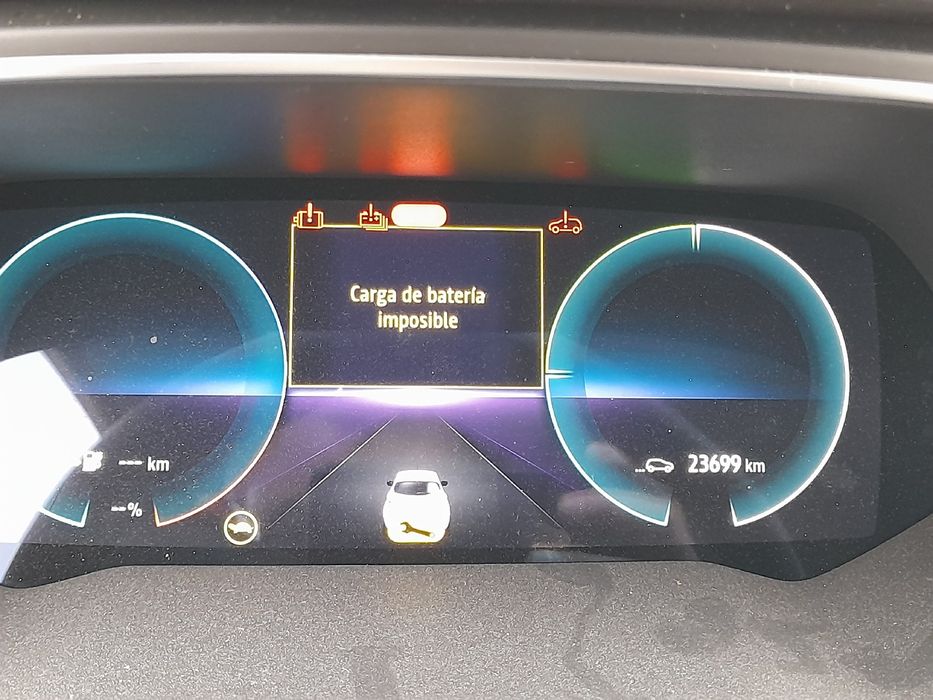 Carga de batería
imposible
--- km
--%
...
23699 km